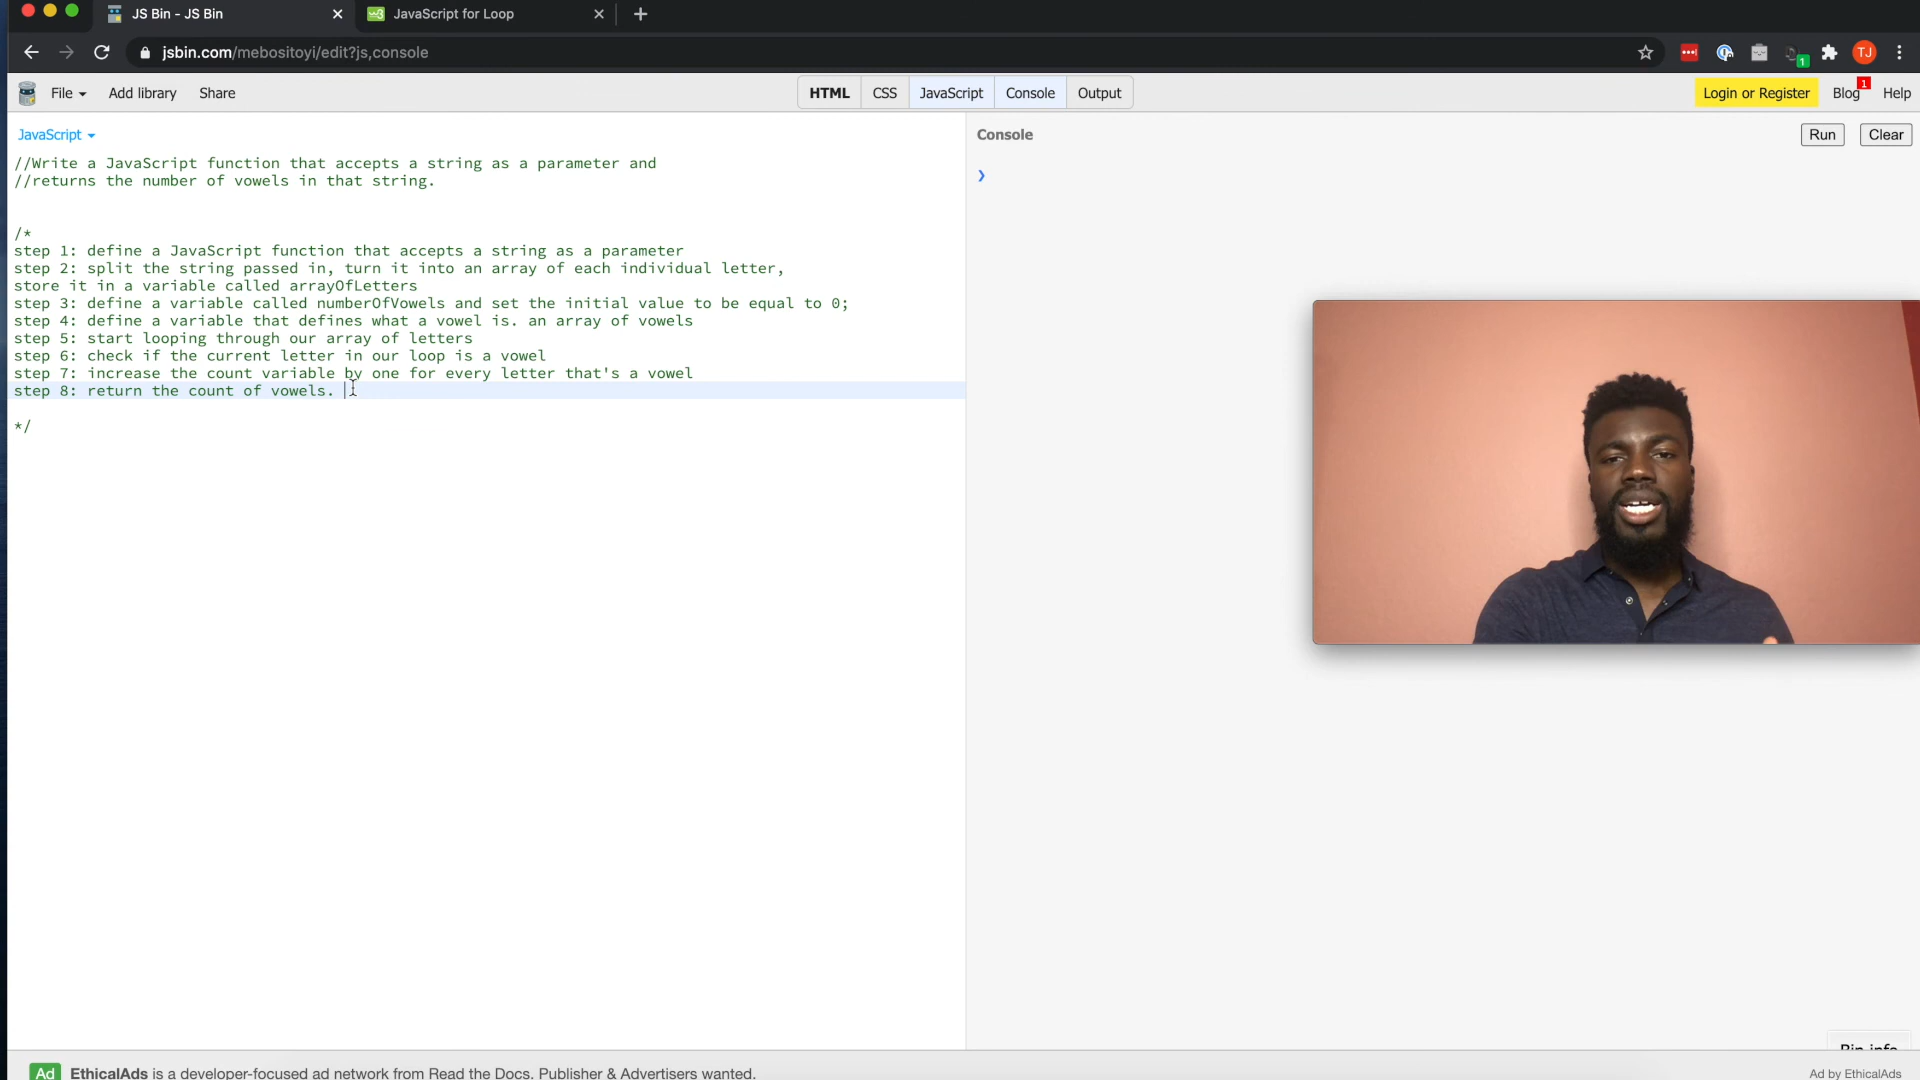 JS Bin - JS Bin
JavaScript for Loop
jsbin.com/mebositoyi/edit?js,console
TJ
1
File
Add library
Share
HTML
CSS
JavaScript
Console
Output
Login or Register
Blog
1
Help
JavaScript
Console
Run
Clear
//Write a JavaScript function that accepts a string as a parameter and
//returns the number of vowels in that string.
/*
step 1: define a JavaScript function that accepts a string as a parameter
step 2: split the string passed in, turn it into an array of each individual letter,
store it in a variable called arrayOfLetters
step 3: define a variable called numberOfVowels and set the initial value to be equal to 0;
step 4: define a variable that defines what a vowel is. an array of vowels
step 5: start looping through our array of letters
step 6: check if the current letter in our loop is a vowel
step 7: increase the count variable by one for every letter that's a vowel
step 8: return the count of vowels.
*/
Bin info
Ad EthicalAds is a developer-focused ad network from Read the Docs. Publisher & Advertisers wanted.
Ad by EthicalAds